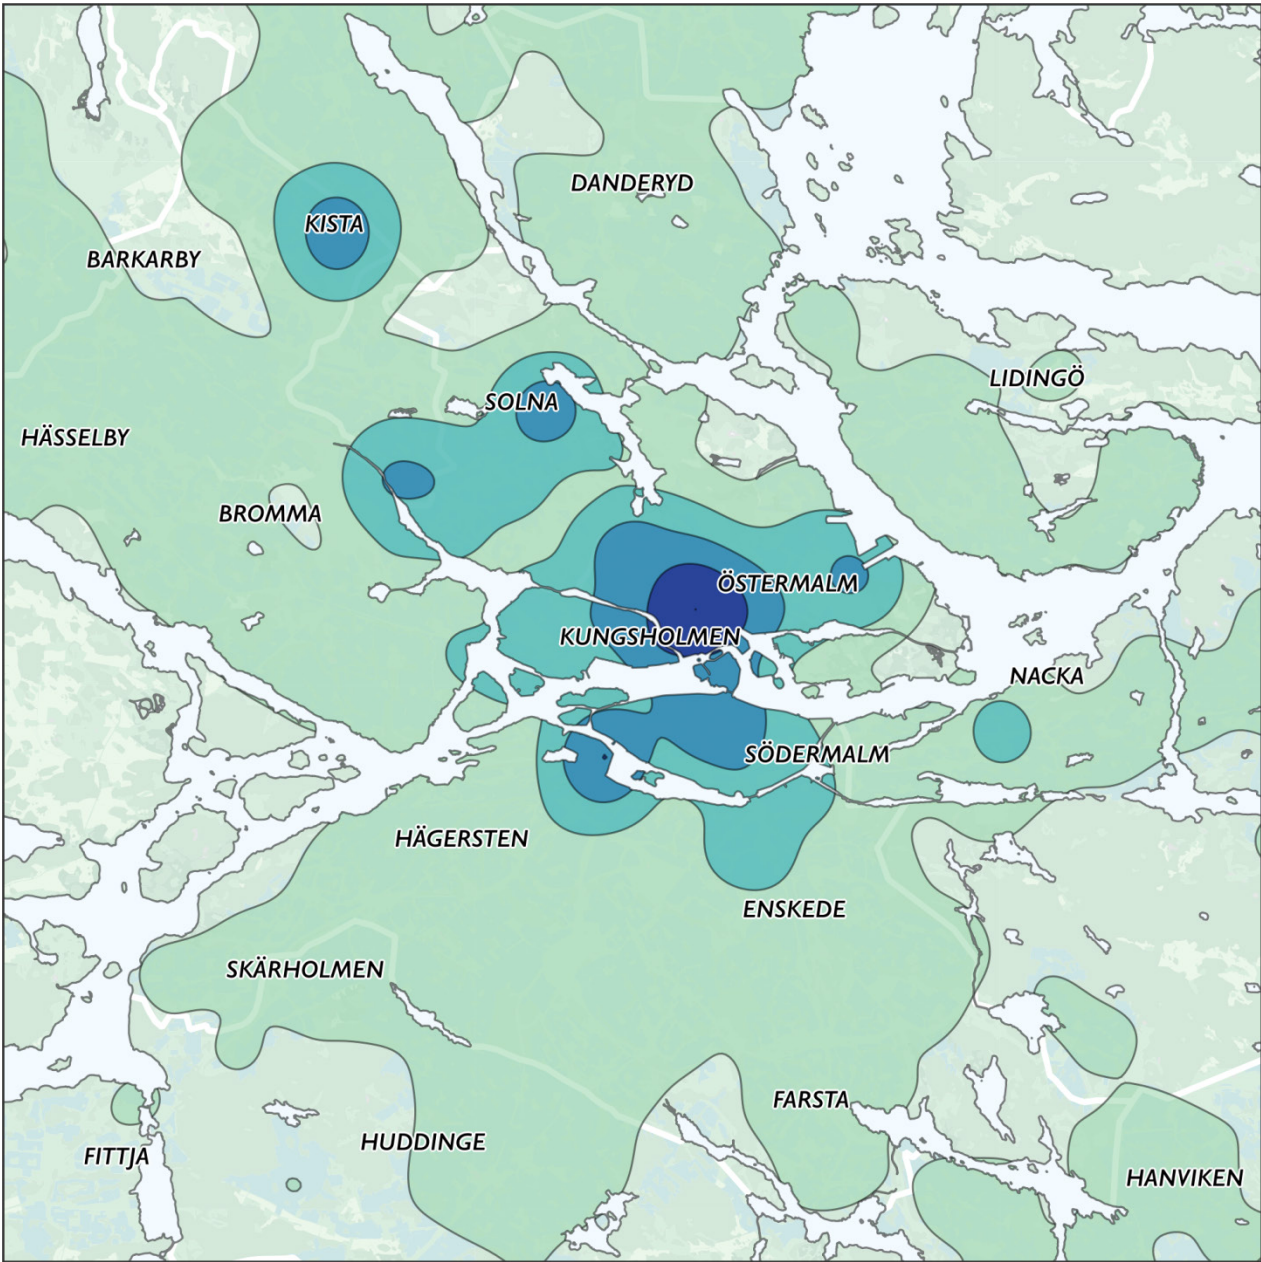 DANDERYD
KISTA
BARKARBY
LIDINGÖ
SOLNA
HÄSSELBY
BROMMA
ÖSTERMALM
KUNGSHOLMEN
NACKA
SÖDERMALM
HÄGERSTEN
ENSKEDE
SKÄRHOLMEN
FARSTA
HUDDINGE
FITTJA
HANVIKEN